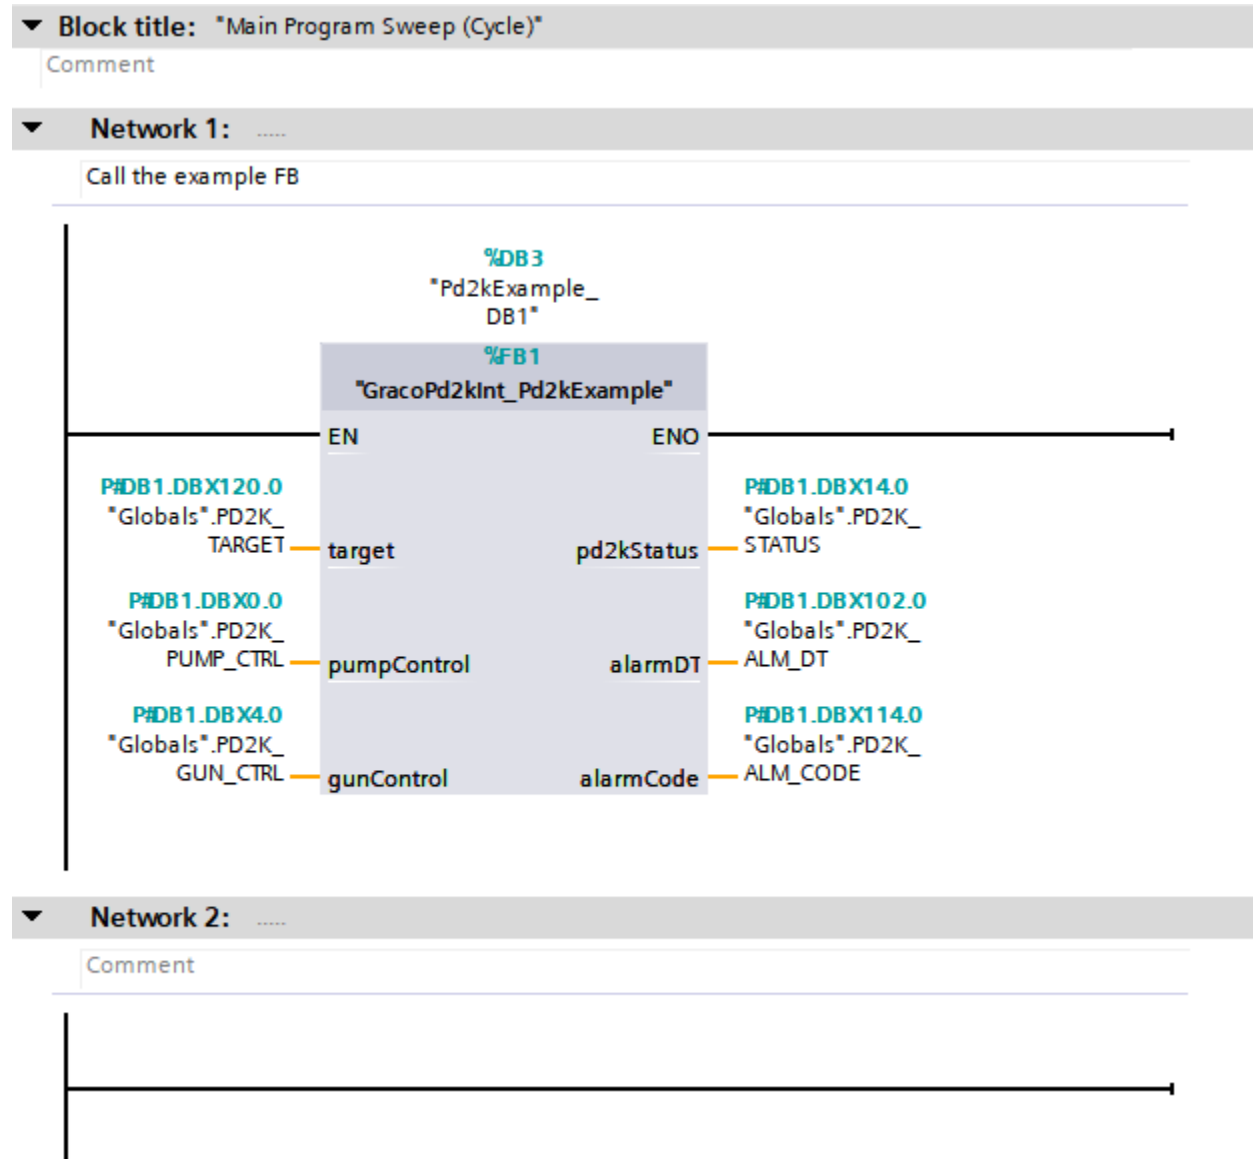 Block title: "Main Program Sweep (Cycle)"
Comment
Network 1: .....
Call the example FB
%DB3
"Pd2kExample_
DB1"
%FB1
"GracoPd2kInt_Pd2kExample"
EN ENO
P#DB1.DBX120.0 P#DB1.DBX14.0
"Globals".PD2K_ "Globals".PD2K_
TARGET target pd2kStatus STATUS
P#DB1.DBX0.0 P#DB1.DBX102.0
"Globals".PD2K_ "Globals".PD2K_
PUMP_CTRL pumpControl alarmDT ALM_DT
P#DB1.DBX4.0 P#DB1.DBX114.0
"Globals".PD2K_ "Globals".PD2K_
GUN_CTRL gunControl alarmCode ALM_CODE
Network 2: .....
Comment